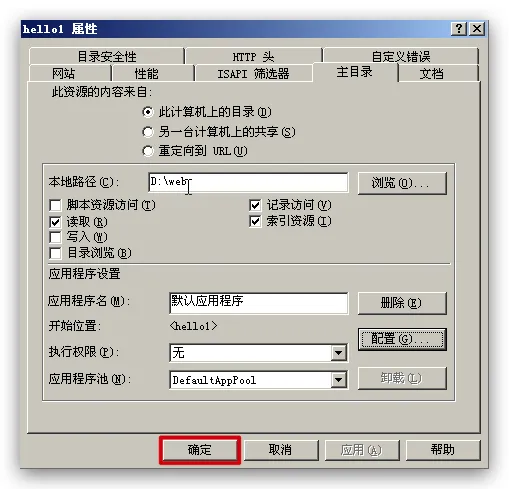 hello1 属性
目录安全性 HTTP 头 自定义错误
网站 性能 ISAPI 筛选器 主目录 文档
此资源的内容来自:
此计算机上的目录(D)
另一台计算机上的共享(S)
重定向到 URL(U)
本地路径(C): D:\web 浏览(O)...
脚本资源访问(T) 记录访问(V)
读取(R) 索引资源(I)
写入(W)
目录浏览(B)
应用程序设置
应用程序名(M): 默认应用程序 删除(E)
开始位置: <hello1> 配置(G)...
执行权限(P): 无
应用程序池(N): DefaultAppPool 卸载(L)
确定 取消 应用(A) 帮助